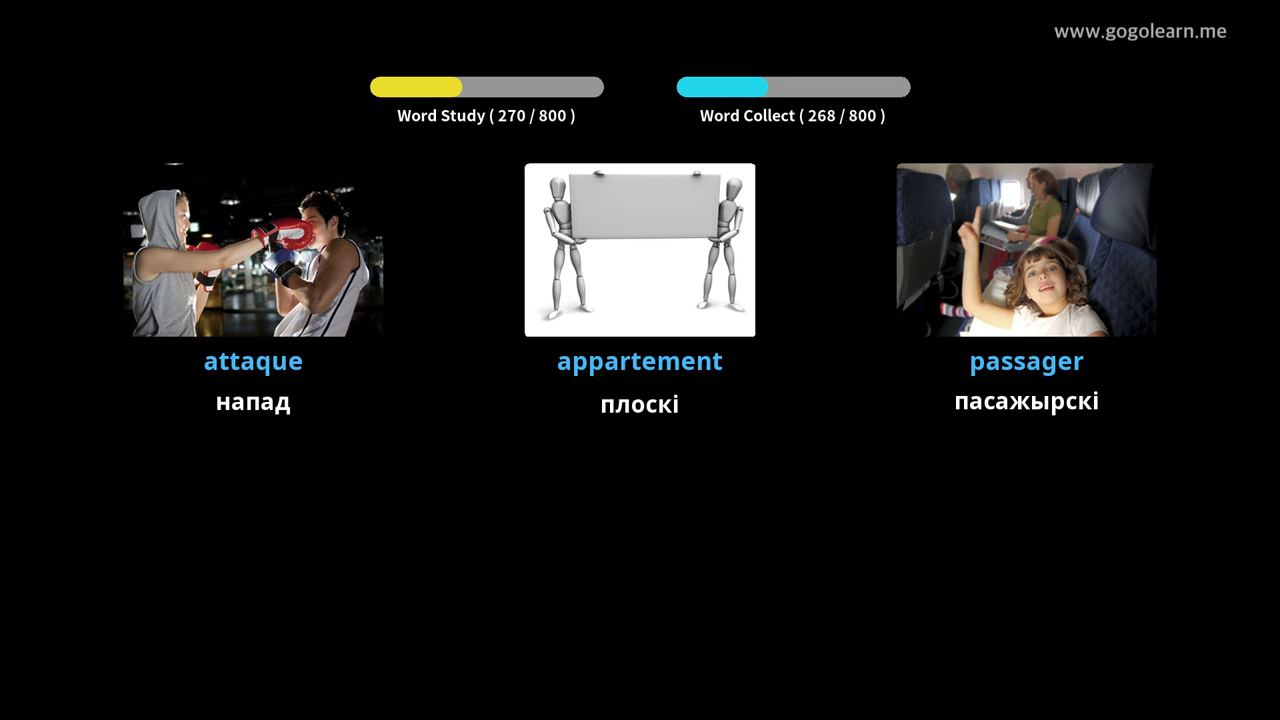 www.gogolearn.me
Word Study ( 270 / 800 )
Word Collect ( 268 / 800 )
attaque
appartement
passager
напад
плоскі
пасажырскі